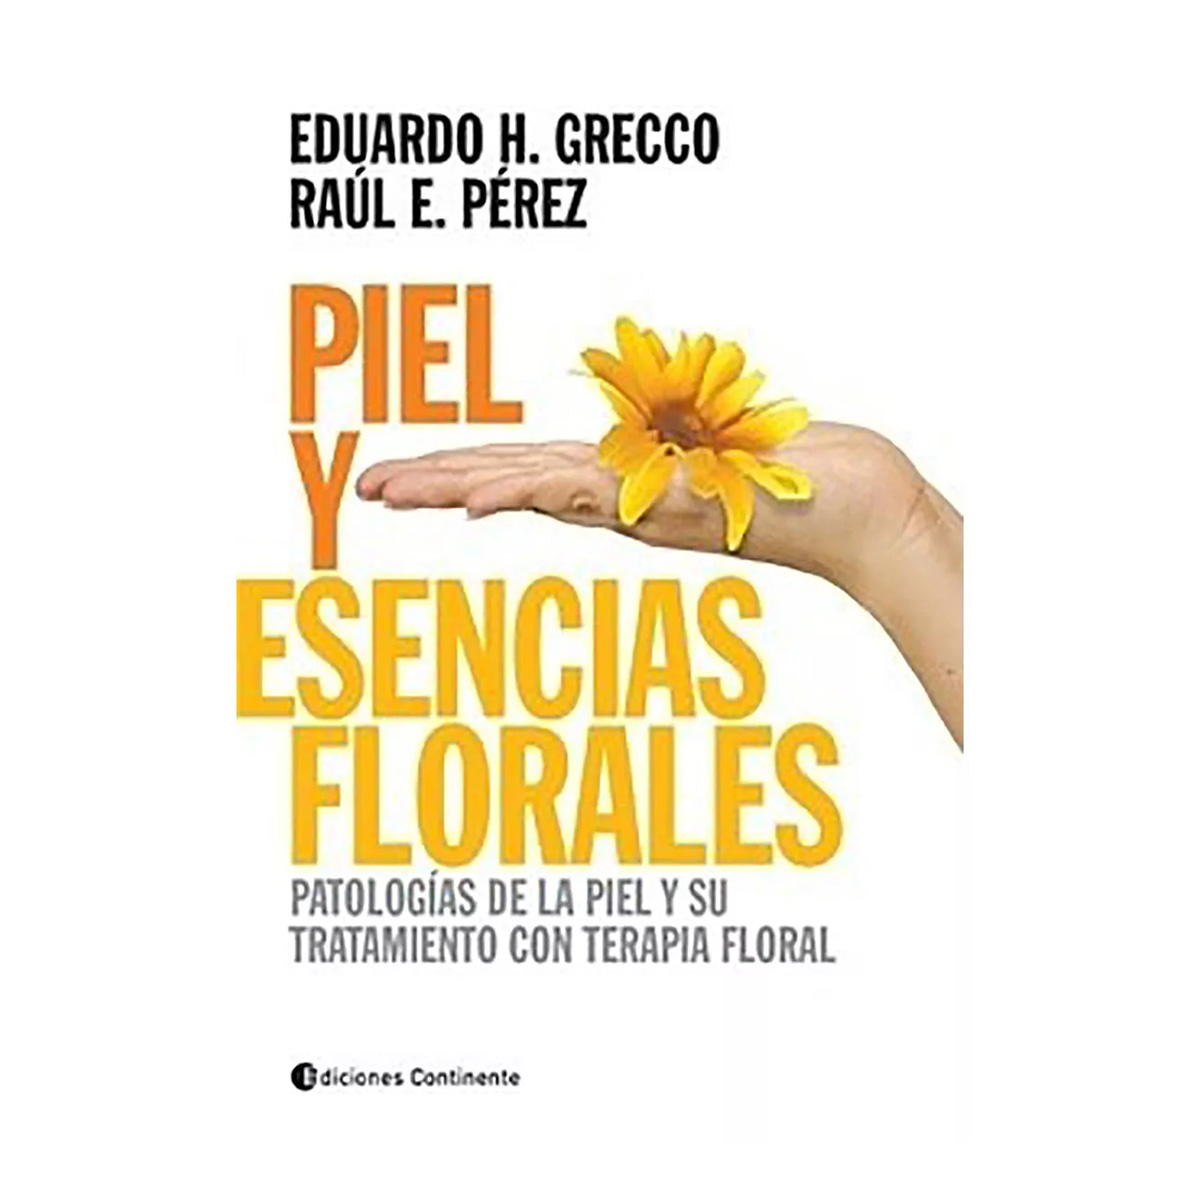 EDUARDO H. GRECCO
RAÚL E. PÉREZ
PIEL
Y
ESENCIAS
FLORALES
PATOLOGÍAS DE LA PIEL Y SU
TRATAMIENTO CON TERAPIA FLORAL
Ediciones Continente